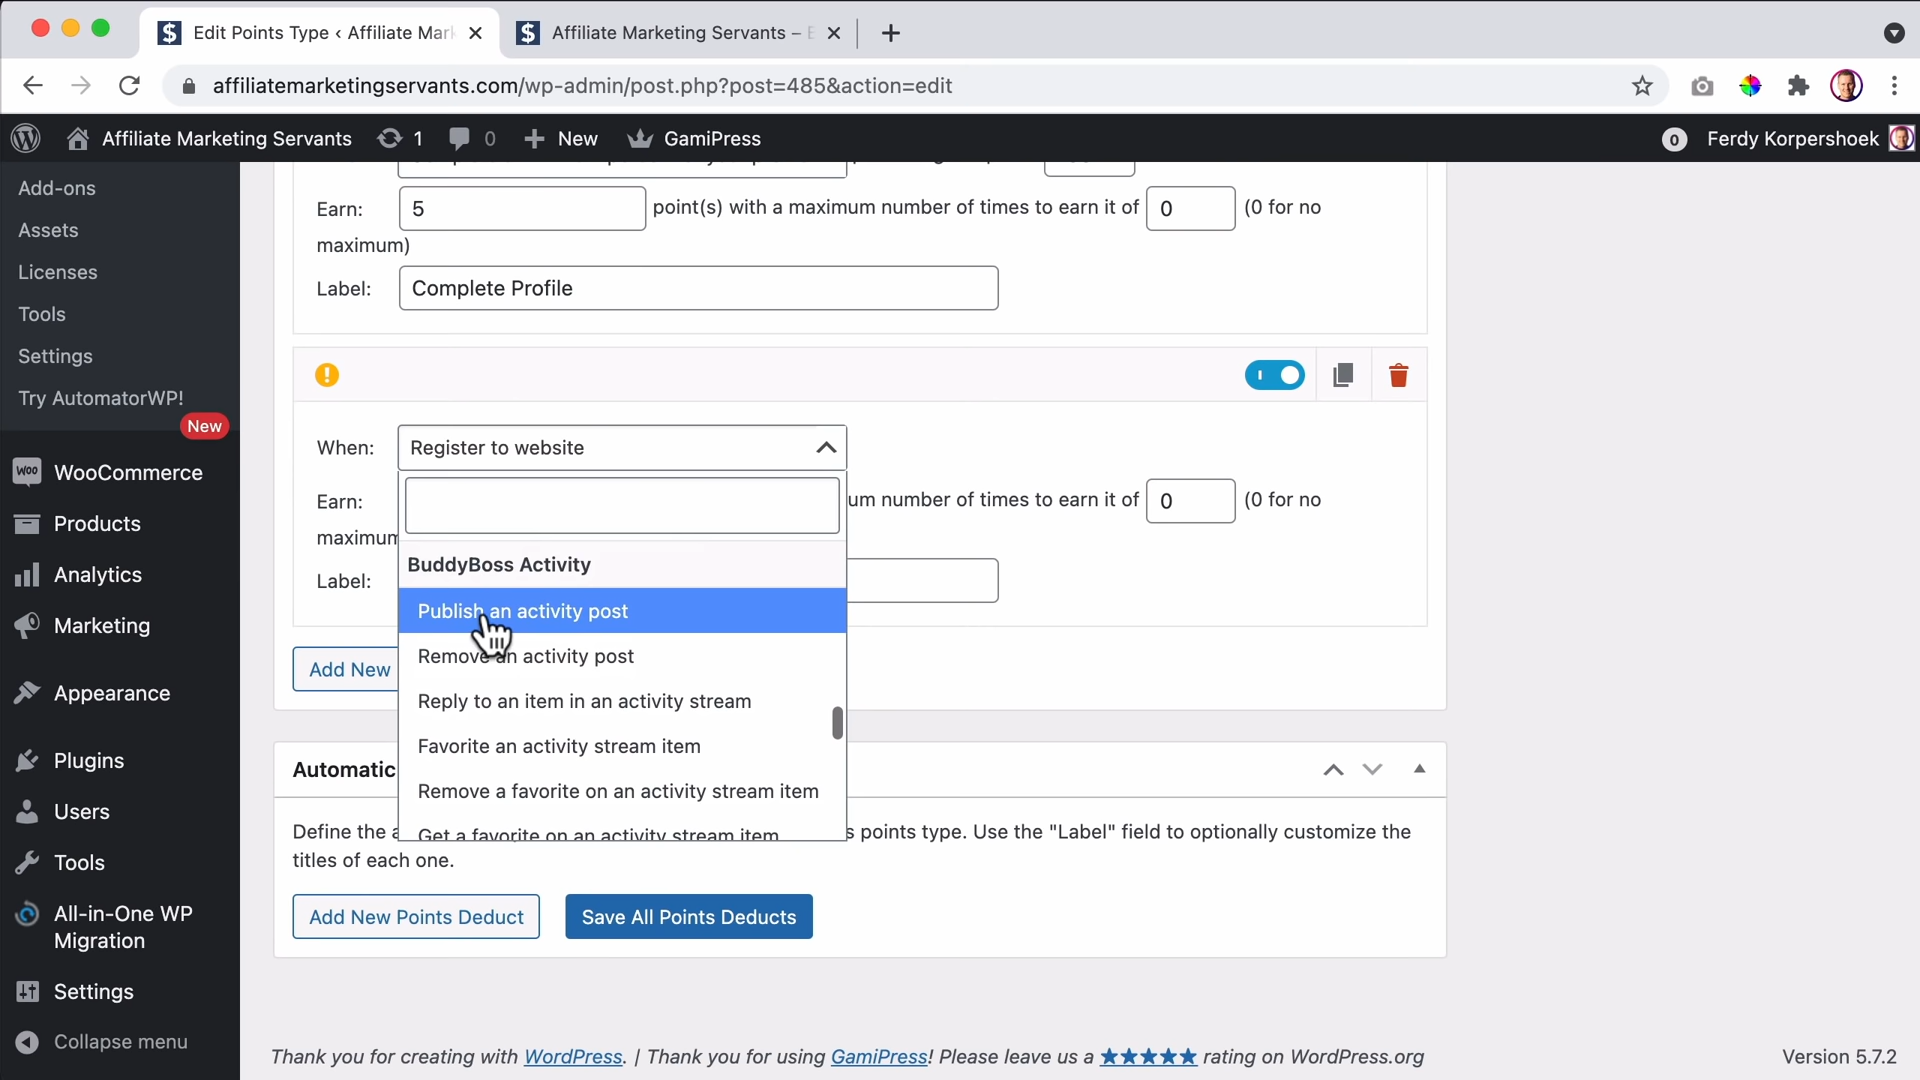 Edit Points Type ‹ Affiliate Mar
Affiliate Marketing Servants –
affiliatemarketingservants.com/wp-admin/post.php?post=485&action=edit
Affiliate Marketing Servants 1 0 New GamiPress 0 Ferdy Korpershoek
Add-ons
Assets
Licenses
Tools
Settings
Try AutomatorWP!
New
WooCommerce
Products
Analytics
Marketing
Appearance
Plugins
Users
Tools
All-in-One WP
Migration
Settings
Collapse menu
Earn: 5 point(s) with a maximum number of times to earn it of 0 (0 for no
maximum)
Label: Complete Profile
When: Register to website
Earn: um number of times to earn it of 0 (0 for no
maximum
Label:
BuddyBoss Activity
Publish an activity post
Remove an activity post
Reply to an item in an activity stream
Favorite an activity stream item
Remove a favorite on an activity stream item
Get a favorite on an activity stream item
Add New
Automatic
Define the a s points type. Use the "Label" field to optionally customize the
titles of each one.
Add New Points Deduct Save All Points Deducts
Thank you for creating with WordPress. | Thank you for using GamiPress! Please leave us a ★★★★★ rating on WordPress.org Version 5.7.2